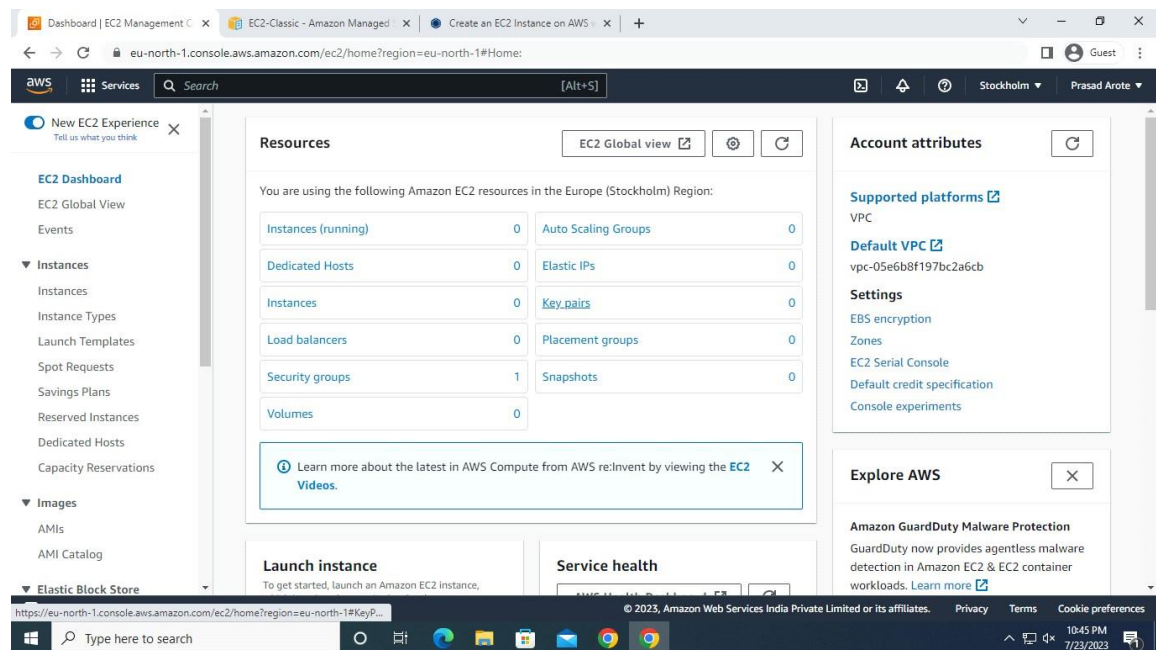 Dashboard | EC2 Management C
EC2-Classic - Amazon Managed
Create an EC2 Instance on AWS
eu-north-1.console.aws.amazon.com/ec2/home?region=eu-north-1#Home:
Guest
aws
Services
Search
[Alt+S]
Stockholm
Prasad Arote
New EC2 Experience
Tell us what you think
EC2 Dashboard
EC2 Global View
Events
Instances
Instances
Instance Types
Launch Templates
Spot Requests
Savings Plans
Reserved Instances
Dedicated Hosts
Capacity Reservations
Images
AMIs
AMI Catalog
Elastic Block Store
Resources
EC2 Global view
You are using the following Amazon EC2 resources in the Europe (Stockholm) Region:
Instances (running) 0
Auto Scaling Groups 0
Dedicated Hosts 0
Elastic IPs 0
Instances 0
Key pairs 0
Load balancers 0
Placement groups 0
Security groups 1
Snapshots 0
Volumes 0
Learn more about the latest in AWS Compute from AWS re:Invent by viewing the EC2
Videos.
Launch instance
To get started, launch an Amazon EC2 instance,
Service health
Account attributes
Supported platforms
VPC
Default VPC
vpc-05e6b8f197bc2a6cb
Settings
EBS encryption
Zones
EC2 Serial Console
Default credit specification
Console experiments
Explore AWS
Amazon GuardDuty Malware Protection
GuardDuty now provides agentless malware
detection in Amazon EC2 & EC2 container
workloads. Learn more
https://eu-north-1.console.aws.amazon.com/ec2/home?region=eu-north-1#KeyP...
© 2023, Amazon Web Services India Private Limited or its affiliates.
Privacy
Terms
Cookie preferences
Type here to search
10:45 PM
7/23/2023